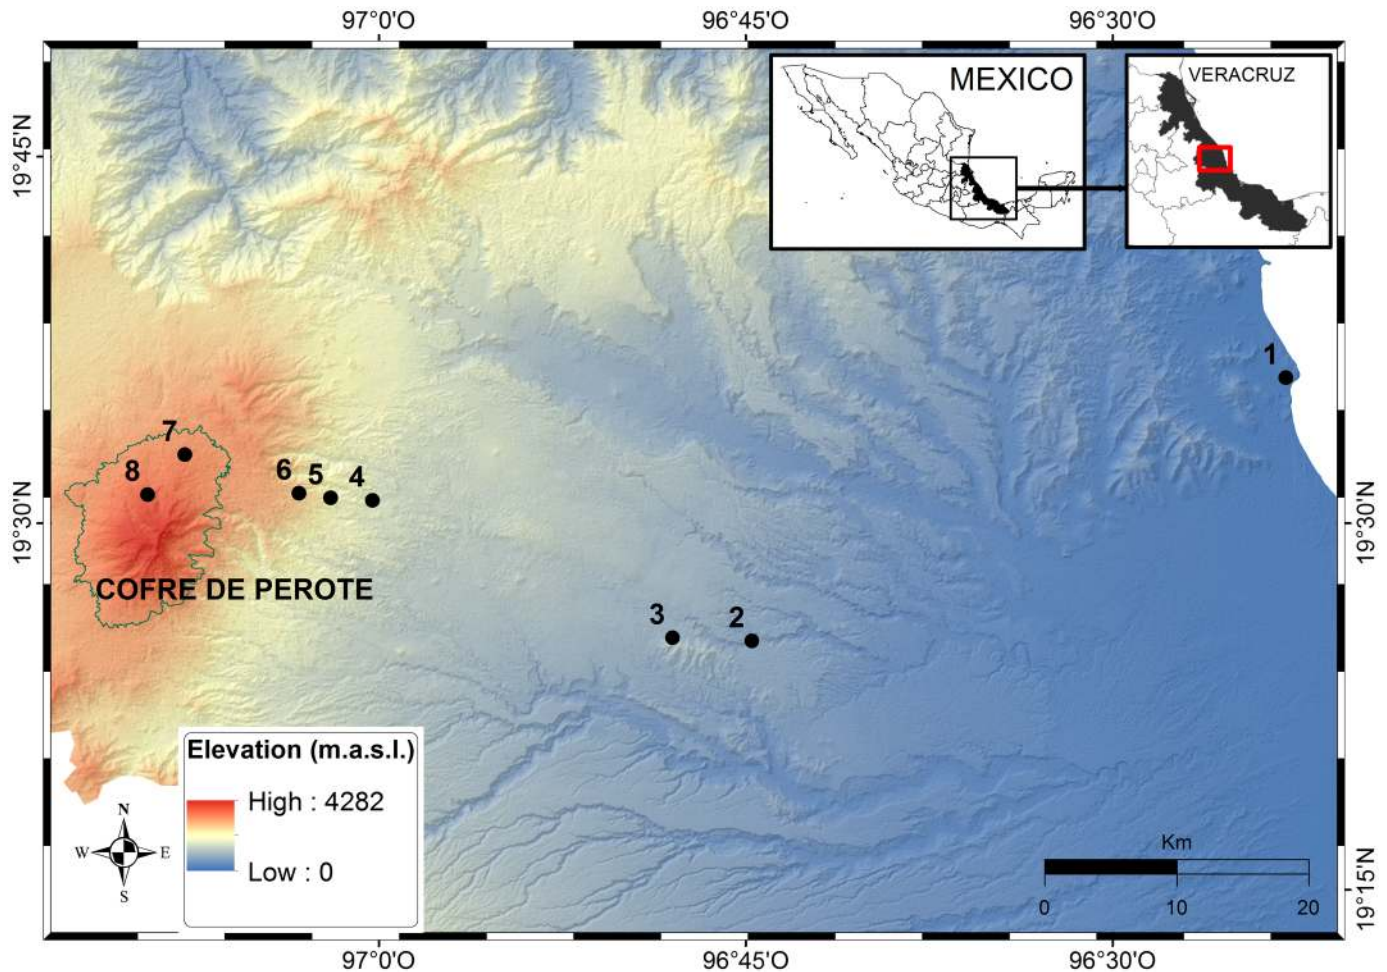 97°0'O 96°45'O 96°30'O
MEXICO
VERACRUZ
19°45'N
1
7
8
6 5 4
19°30'N
19°30'N
COFRE DE PEROTE
3 2
Elevation (m.a.s.l.)
High : 4282
Low : 0
N
W E
S
Km
0 10 20
19°15'N
97°0'O 96°45'O 96°30'O